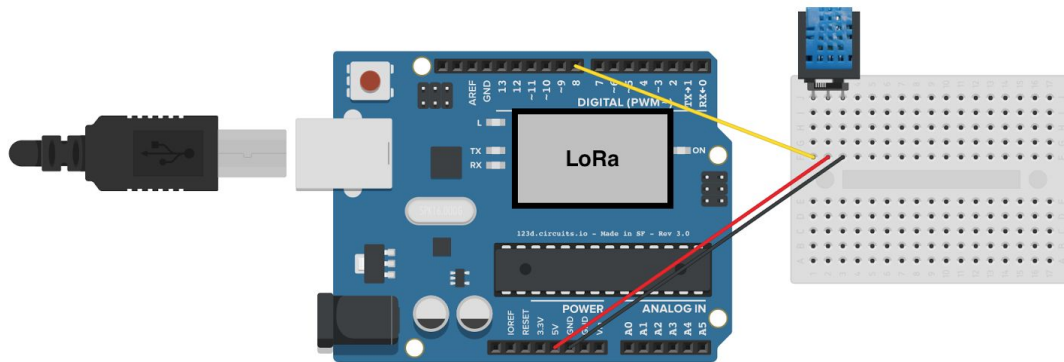 AREF
GND
13
12
~11
~10
~9
8
7
~6
~5
4
~3
2
TX→1
RX←0
DIGITAL (PWM ~)
L
TX
RX
ON
LoRa
123d.circuits.io - Made in SF - Rev 3.0
POWER
ANALOG IN
IOREF
RESET
3.3V
5V
GND
GND
A0
A1
A2
A3
A4
A5